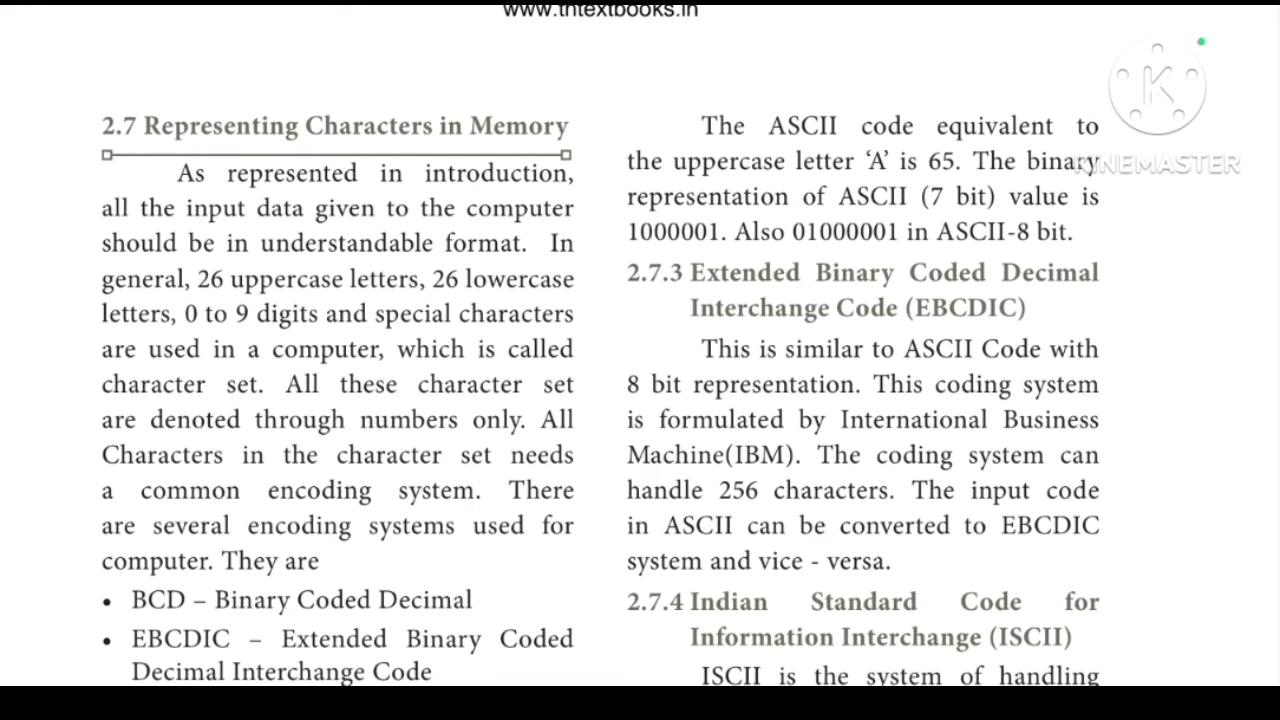 www.tntextbooks.in
2.7 Representing Characters in Memory
As represented in introduction,
all the input data given to the computer
should be in understandable format. In
general, 26 uppercase letters, 26 lowercase
letters, 0 to 9 digits and special characters
are used in a computer, which is called
character set. All these character set
are denoted through numbers only. All
Characters in the character set needs
a common encoding system. There
are several encoding systems used for
computer. They are
• BCD – Binary Coded Decimal
• EBCDIC – Extended Binary Coded
Decimal Interchange Code
The ASCII code equivalent to
the uppercase letter ‘A’ is 65. The binary
representation of ASCII (7 bit) value is
1000001. Also 01000001 in ASCII-8 bit.
2.7.3 Extended Binary Coded Decimal
Interchange Code (EBCDIC)
This is similar to ASCII Code with
8 bit representation. This coding system
is formulated by International Business
Machine(IBM). The coding system can
handle 256 characters. The input code
in ASCII can be converted to EBCDIC
system and vice - versa.
2.7.4 Indian Standard Code for
Information Interchange (ISCII)
ISCII is the system of handling
K
KINEMASTER